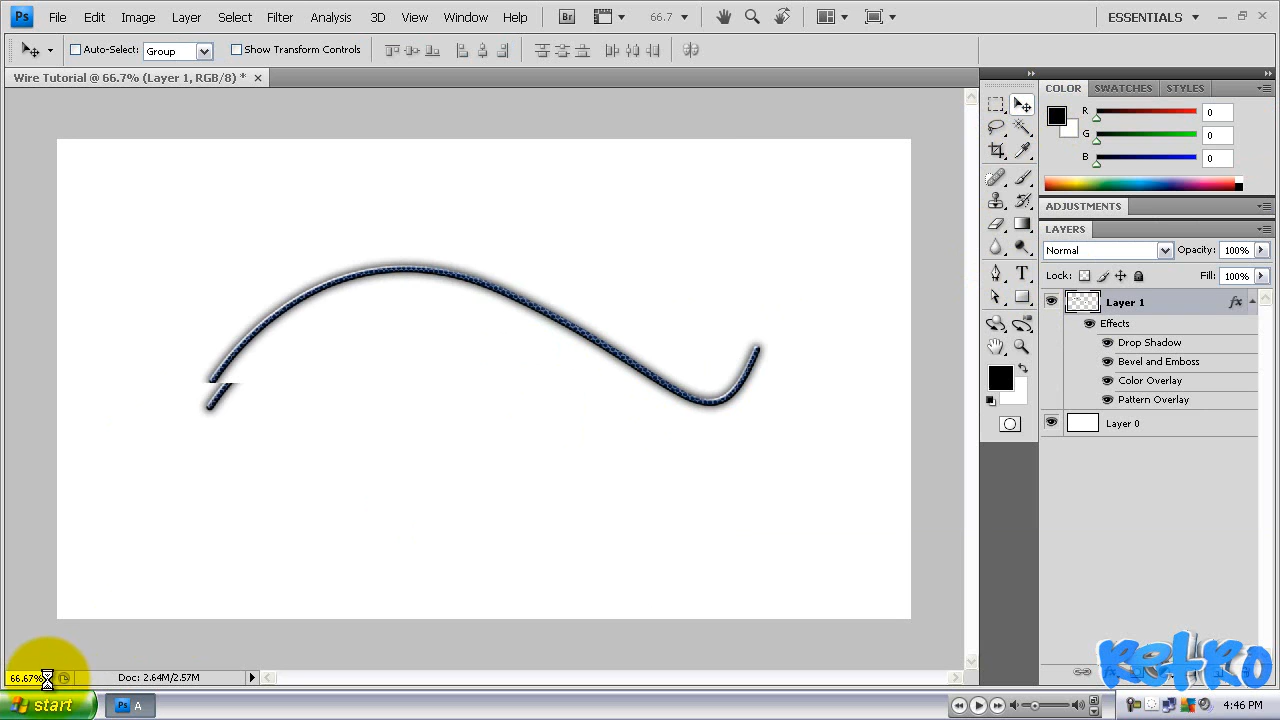 Ps File Edit Image Layer Select Filter Analysis 3D View Window Help Br 66.7 ESSENTIALS
Auto-Select: Group Show Transform Controls
Wire Tutorial @ 66.7% (Layer 1, RGB/8) *
COLOR SWATCHES STYLES
R 0
G 0
B 0
ADJUSTMENTS
LAYERS
Normal Opacity: 100%
Lock: Fill: 100%
Layer 1 fx
Effects
Drop Shadow
Bevel and Emboss
Color Overlay
Pattern Overlay
Layer 0
retro
66.67% Doc: 2.64M/2.57M
start Ps A 4:46 PM